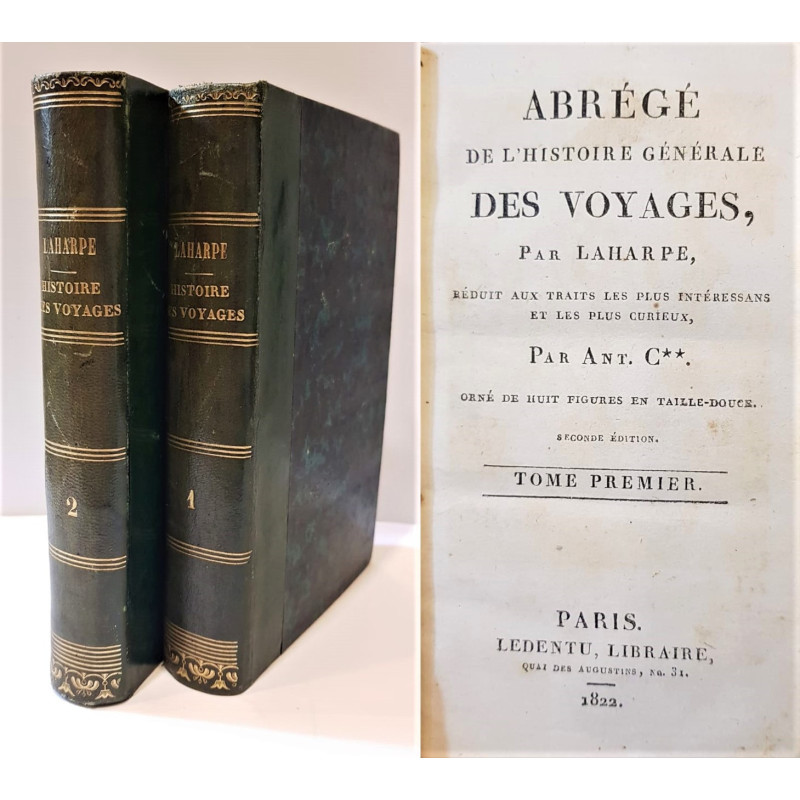 LAHARPE
HISTOIRE
DES VOYAGES
2
LAHARPE
HISTOIRE
DES VOYAGES
1
ABRÉGÉ
DE L'HISTOIRE GÉNÉRALE
DES VOYAGES,
PAR LAHARPE,
RÉDUIT AUX TRAITS LES PLUS INTÉRESSANS
ET LES PLUS CURIEUX,
PAR ANT. C**.
ORNÉ DE HUIT FIGURES EN TAILLE-DOUCE.
SECONDE ÉDITION.
TOME PREMIER.
PARIS.
LEDENTU, LIBRAIRE,
QUAI DES AUGUSTINS, No. 31.
1822.